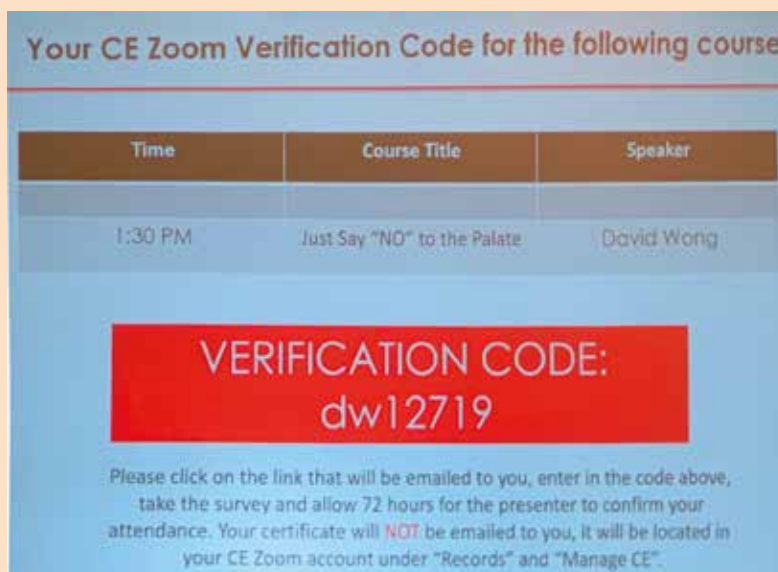 Your CE Zoom Verification Code for the following course
Time Course Title Speaker
1:30 PM Just Say "NO" to the Palate David Wong
VERIFICATION CODE:
dw12719
Please click on the link that will be emailed to you, enter in the code above,
take the survey and allow 72 hours for the presenter to confirm your
attendance. Your certificate will NOT be emailed to you, it will be located in
your CE Zoom account under "Records" and "Manage CE".